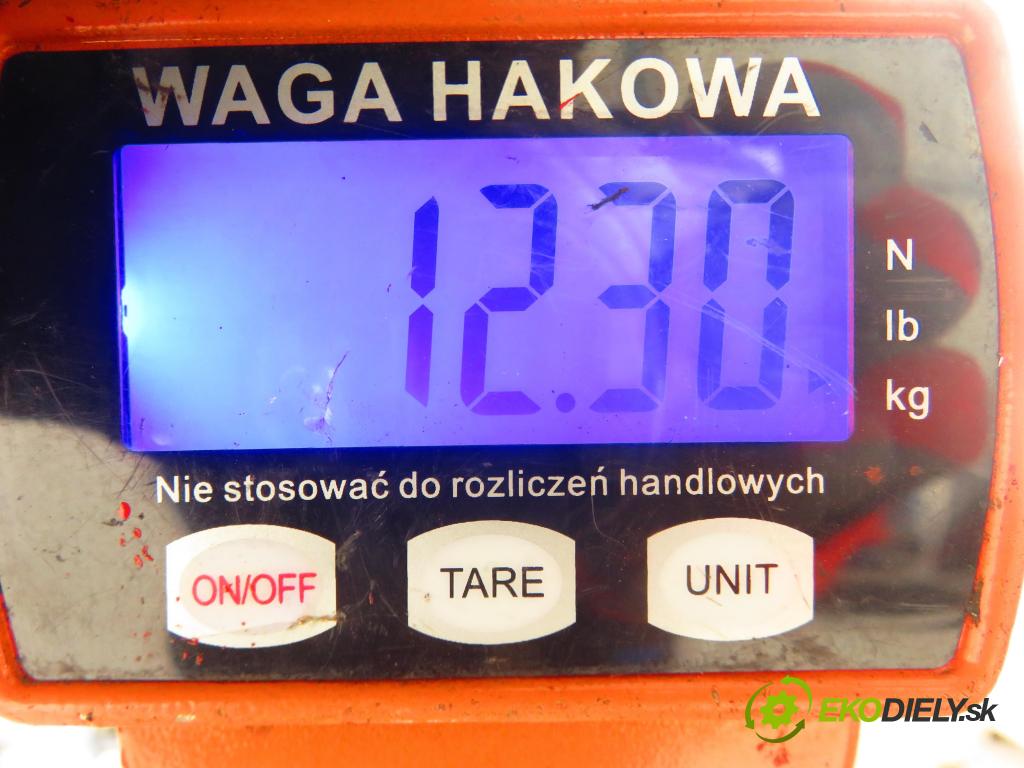 WAGA HAKOWA
12.30
N
lb
kg
Nie stosować do rozliczeń handlowych
ON/OFF TARE UNIT
EKODIELY.sk